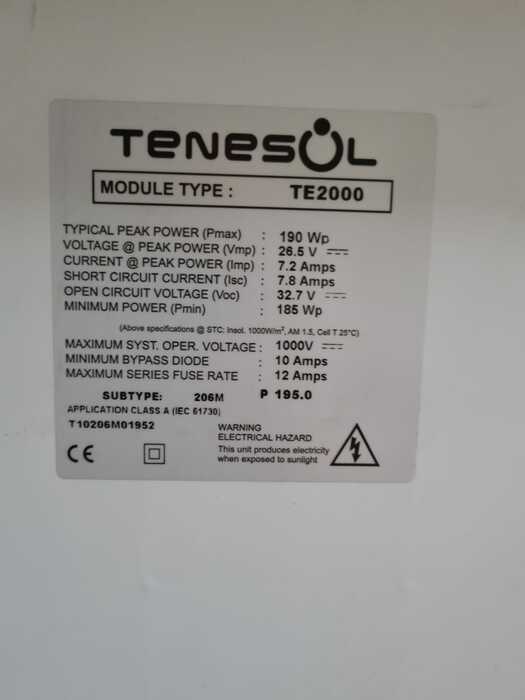 TENESOL
MODULE TYPE : TE2000
TYPICAL PEAK POWER (Pmax) : 190 Wp
VOLTAGE @ PEAK POWER (Vmp) : 26.5 V
CURRENT @ PEAK POWER (Imp) : 7.2 Amps
SHORT CIRCUIT CURRENT (Isc) : 7.8 Amps
OPEN CIRCUIT VOLTAGE (Voc) : 32.7 V
MINIMUM POWER (Pmin) : 185 Wp
(Above specifications @ STC: Insol. 1000W/m², AM 1.5, Cell T 25°C)
MAXIMUM SYST. OPER. VOLTAGE : 1000V
MINIMUM BYPASS DIODE : 10 Amps
MAXIMUM SERIES FUSE RATE : 12 Amps
SUBTYPE: 206M P 195.0
APPLICATION CLASS A (IEC 61730)
T10206M01952
WARNING
ELECTRICAL HAZARD
This unit produces electricity
when exposed to sunlight
CE